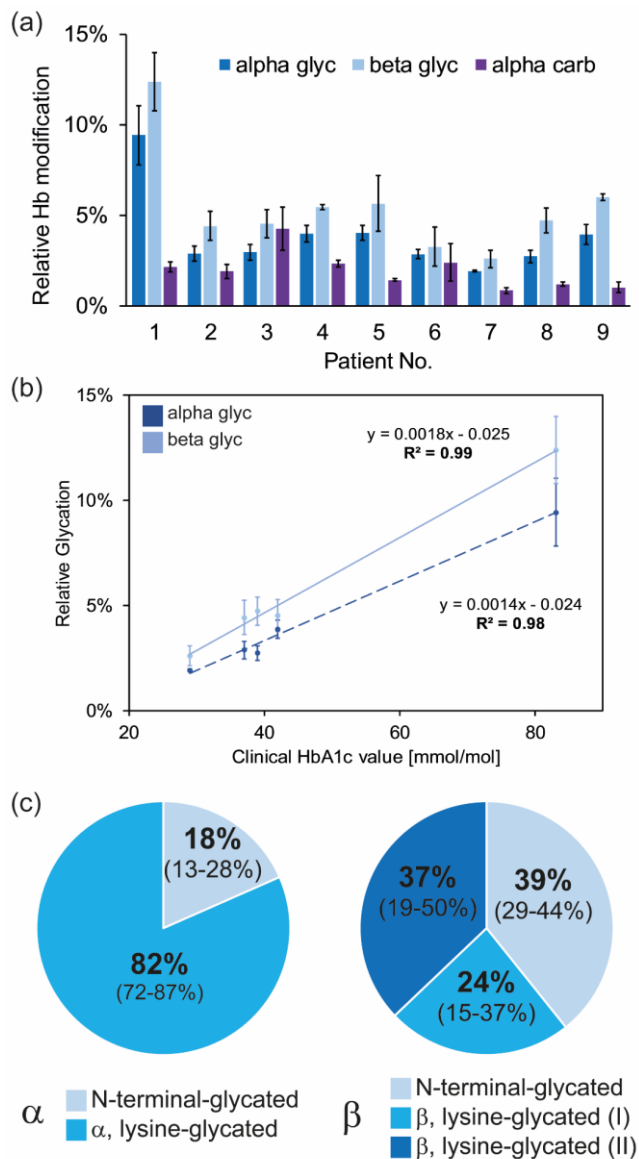 (a)
alpha glyc beta glyc alpha carb
Relative Hb modification
15%
10%
5%
0%
1 2 3 4 5 6 7 8 9
Patient No.
(b)
15%
alpha glyc
beta glyc
y = 0.0018x - 0.025
R² = 0.99
Relative Glycation
10%
5%
y = 0.0014x - 0.024
R² = 0.98
0%
20 40 60 80
Clinical HbA1c value [mmol/mol]
(c)
18%
(13-28%)
82%
(72-87%)
37%
(19-50%)
39%
(29-44%)
24%
(15-37%)
α
N-terminal-glycated
α, lysine-glycated
β
N-terminal-glycated
β, lysine-glycated (I)
β, lysine-glycated (II)